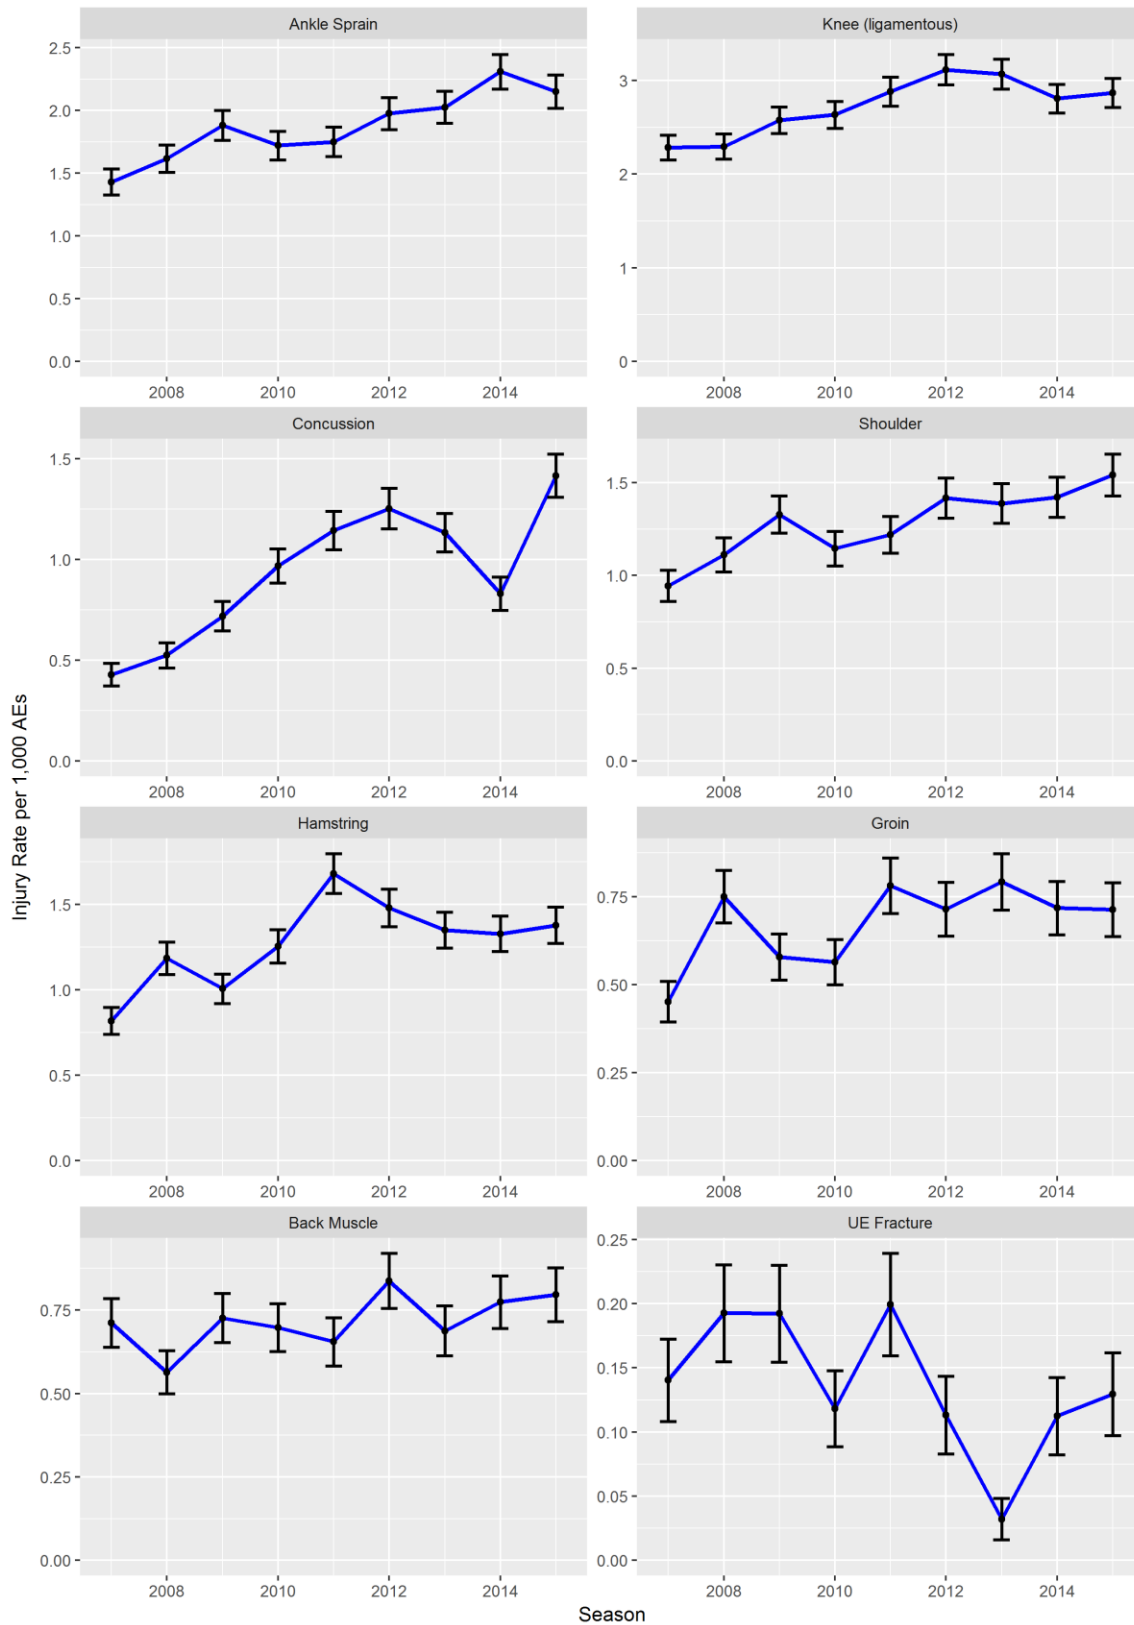 Ankle Sprain
Knee (ligamentous)
2.5
2.0
1.5
1.0
0.5
0.0
3
2
1
0
2008 2010 2012 2014
2008 2010 2012 2014
Concussion
Shoulder
1.5
1.0
0.5
0.0
1.5
1.0
0.5
0.0
2008 2010 2012 2014
2008 2010 2012 2014
Injury Rate per 1,000 AEs
Hamstring
Groin
1.5
1.0
0.5
0.0
0.75
0.50
0.25
0.00
2008 2010 2012 2014
2008 2010 2012 2014
Back Muscle
UE Fracture
0.75
0.50
0.25
0.00
0.25
0.20
0.15
0.10
0.05
0.00
2008 2010 2012 2014
2008 2010 2012 2014
Season